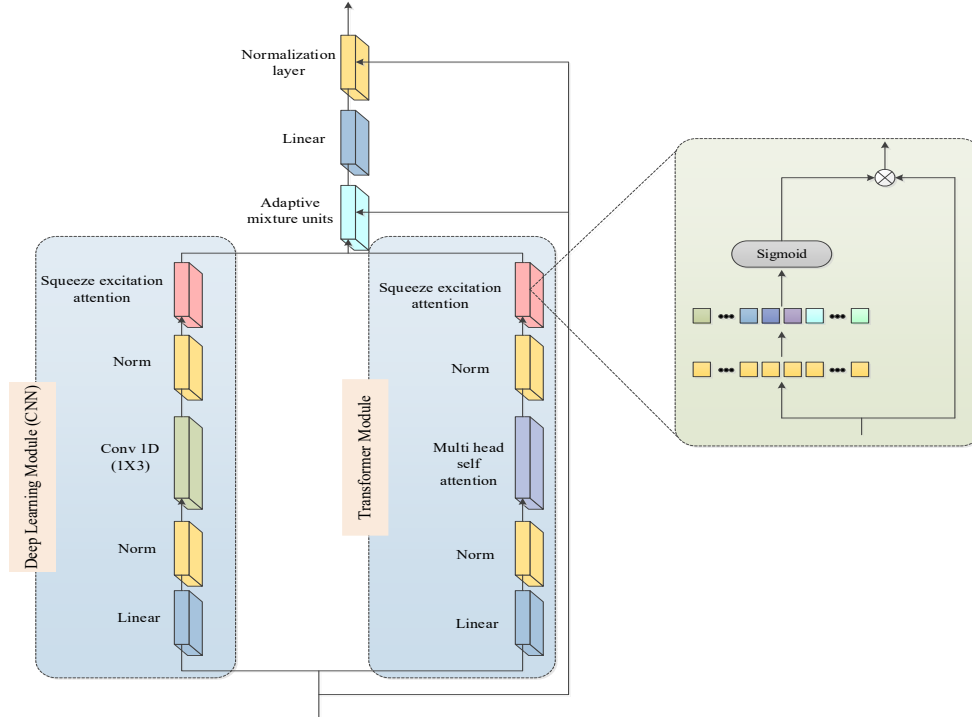 Normalization
layer
Linear
Adaptive
mixture units
Deep Learning Module (CNN)
Squeeze excitation
attention
Norm
Conv 1D
(1X3)
Norm
Linear
Transformer Module
Squeeze excitation
attention
Norm
Multi head
self
attention
Norm
Linear
Sigmoid